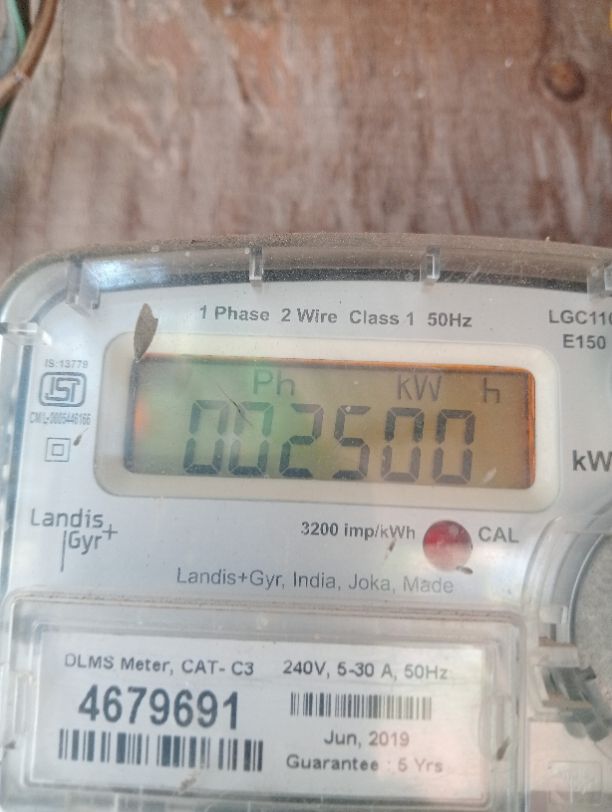 1 Phase 2 Wire Class 1 50Hz
LGC110
E150
IS:13779
Ph kW h
002500
kW
Landis
Gyr+
3200 imp/kWh CAL
Landis+Gyr, India, Joka, Made
DLMS Meter, CAT- C3
240V, 5-30 A, 50Hz
4679691
Jun, 2019
Guarantee : 5 Yrs